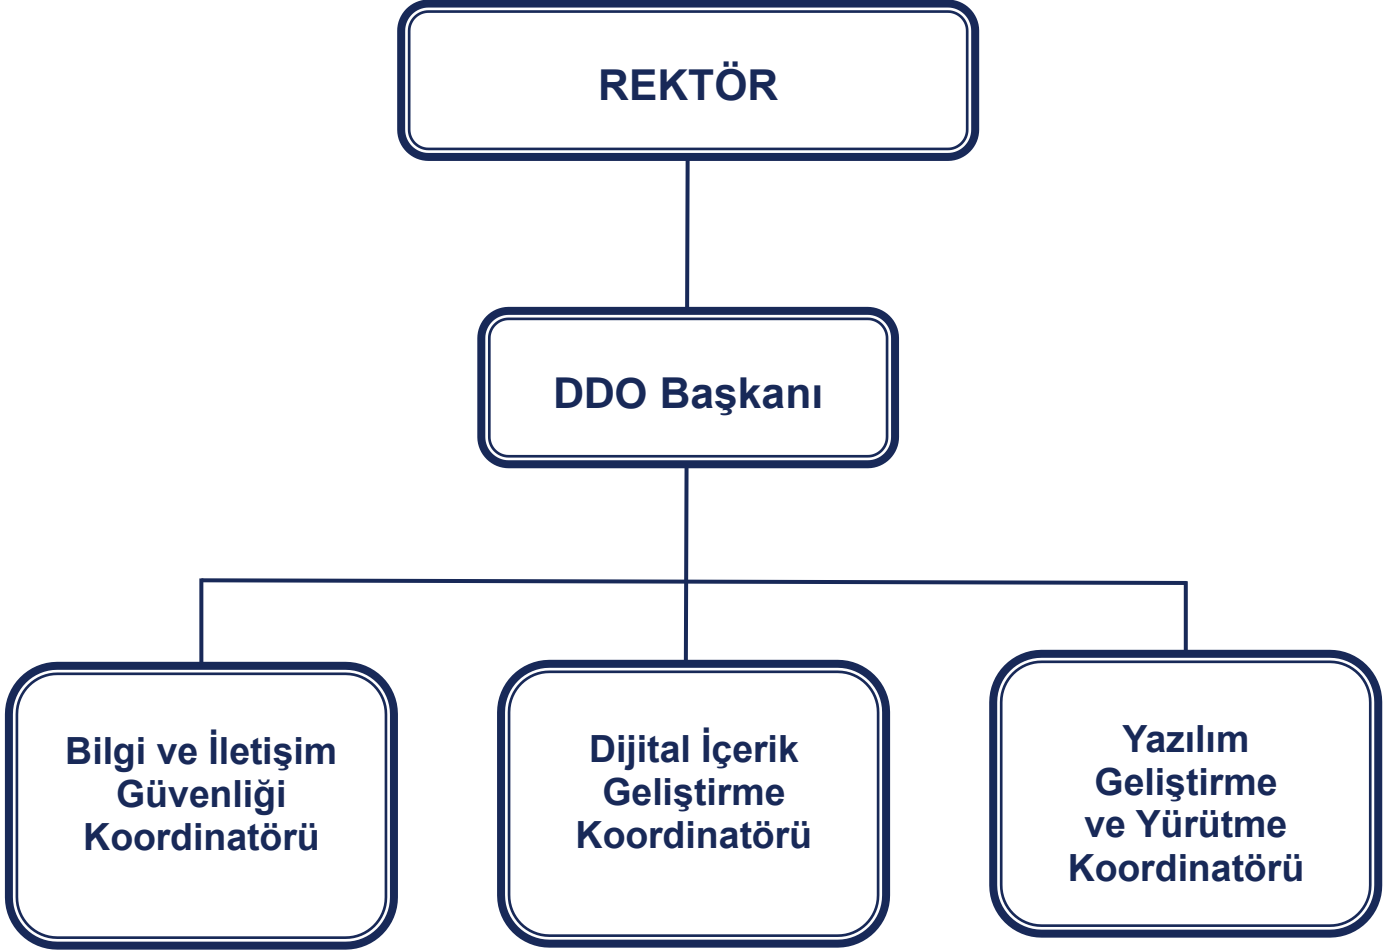 REKTÖR
DDO Başkanı
Bilgi ve İletişim
Güvenliği
Koordinatörü
Dijital İçerik
Geliştirme
Koordinatörü
Yazılım
Geliştirme
ve Yürütme
Koordinatörü